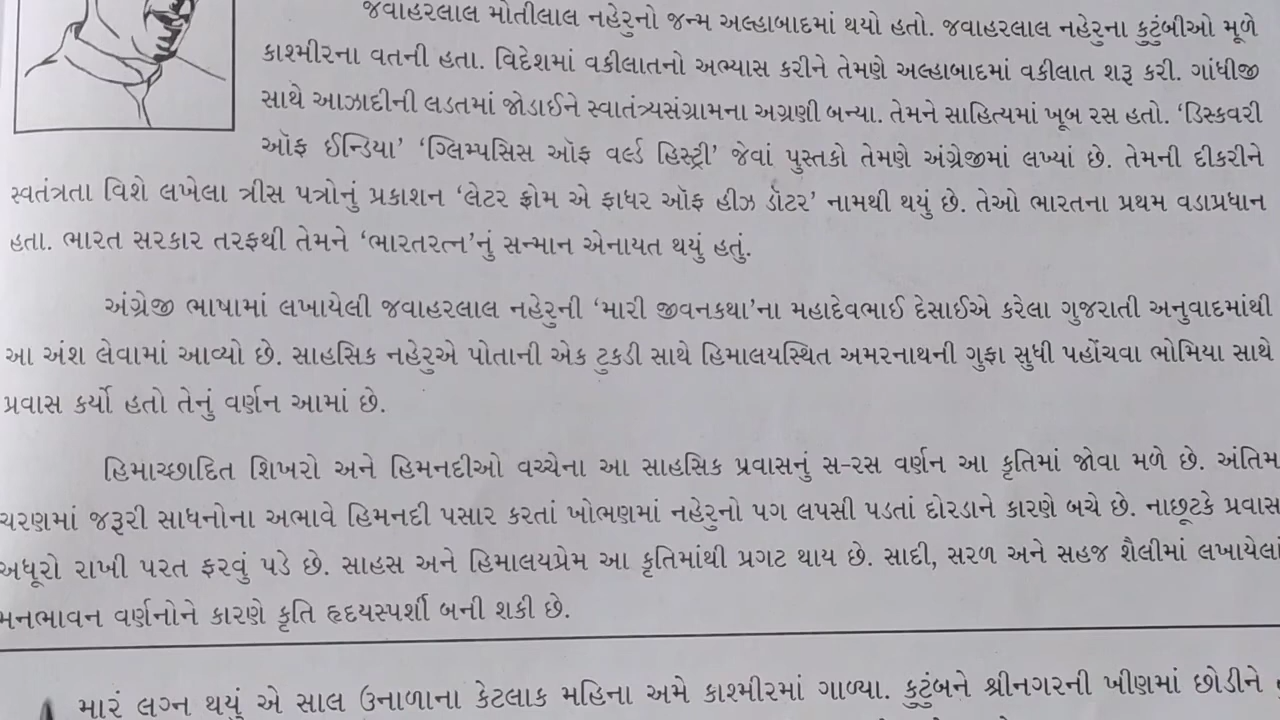 જવાહરલાલ મોતીલાલ નહેરુનો જન્મ અલ્હાબાદમાં થયો હતો. જવાહરલાલ નહેરુના કુટુંબીઓ મૂળે
કાશ્મીરના વતની હતા. વિદેશમાં વકીલાતનો અભ્યાસ કરીને તેમણે અલ્હાબાદમાં વકીલાત શરૂ કરી. ગાંધીજી
સાથે આઝાદીની લડતમાં જોડાઈને સ્વાતંત્ર્યસંગ્રામના અગ્રણી બન્યા. તેમને સાહિત્યમાં ખૂબ રસ હતો. ‘ડિસ્કવરી
ઑફ ઈન્ડિયા’ ‘ગ્લિમ્પસિસ ઑફ વર્લ્ડ હિસ્ટ્રી’ જેવાં પુસ્તકો તેમણે અંગ્રેજીમાં લખ્યાં છે. તેમની દીકરીને
સ્વતંત્રતા વિશે લખેલા ત્રીસ પત્રોનું પ્રકાશન ‘લેટર ફ્રોમ એ ફાધર ઑફ હીઝ ડૉટર’ નામથી થયું છે. તેઓ ભારતના પ્રથમ વડાપ્રધાન
હતા. ભારત સરકાર તરફથી તેમને ‘ભારતરત્ન’નું સન્માન એનાયત થયું હતું.
અંગ્રેજી ભાષામાં લખાયેલી જવાહરલાલ નહેરુની ‘મારી જીવનકથા’ના મહાદેવભાઈ દેસાઈએ કરેલા ગુજરાતી અનુવાદમાંથી
આ અંશ લેવામાં આવ્યો છે. સાહસિક નહેરુએ પોતાની એક ટુકડી સાથે હિમાલયસ્થિત અમરનાથની ગુફા સુધી પહોંચવા ભોમિયા સાથે
પ્રવાસ કર્યો હતો તેનું વર્ણન આમાં છે.
હિમાચ્છાદિત શિખરો અને હિમનદીઓ વચ્ચેના આ સાહસિક પ્રવાસનું સ-રસ વર્ણન આ કૃતિમાં જોવા મળે છે. અંતિમ
ચરણમાં જરૂરી સાધનોના અભાવે હિમનદી પસાર કરતાં ખોભણમાં નહેરુનો પગ લપસી પડતાં દોરડાને કારણે બચે છે. નાછૂટકે પ્રવાસ
અધૂરો રાખી પરત ફરવું પડે છે. સાહસ અને હિમાલયપ્રેમ આ કૃતિમાંથી પ્રગટ થાય છે. સાદી, સરળ અને સહજ શૈલીમાં લખાયેલાં
મનભાવન વર્ણનોને કારણે કૃતિ હૃદયસ્પર્શી બની શકી છે.
મારં લગ્ન થયું એ સાલ ઉનાળાના કેટલાક મહિના અમે કાશ્મીરમાં ગાળ્યા. કુટુંબને શ્રીનગરની ખીણમાં છોડીને